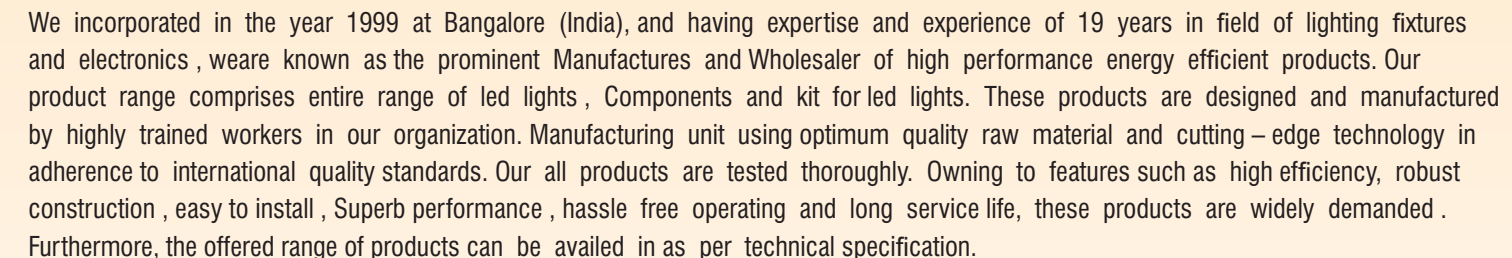 We incorporated in the year 1999 at Bangalore (India), and having expertise and experience of 19 years in field of lighting fixtures
and electronics , weare known as the prominent Manufactures and Wholesaler of high performance energy efficient products. Our
product range comprises entire range of led lights , Components and kit for led lights. These products are designed and manufactured
by highly trained workers in our organization. Manufacturing unit using optimum quality raw material and cutting – edge technology in
adherence to international quality standards. Our all products are tested thoroughly. Owning to features such as high efficiency, robust
construction , easy to install , Superb performance , hassle free operating and long service life, these products are widely demanded .
Furthermore, the offered range of products can be availed in as per technical specification.